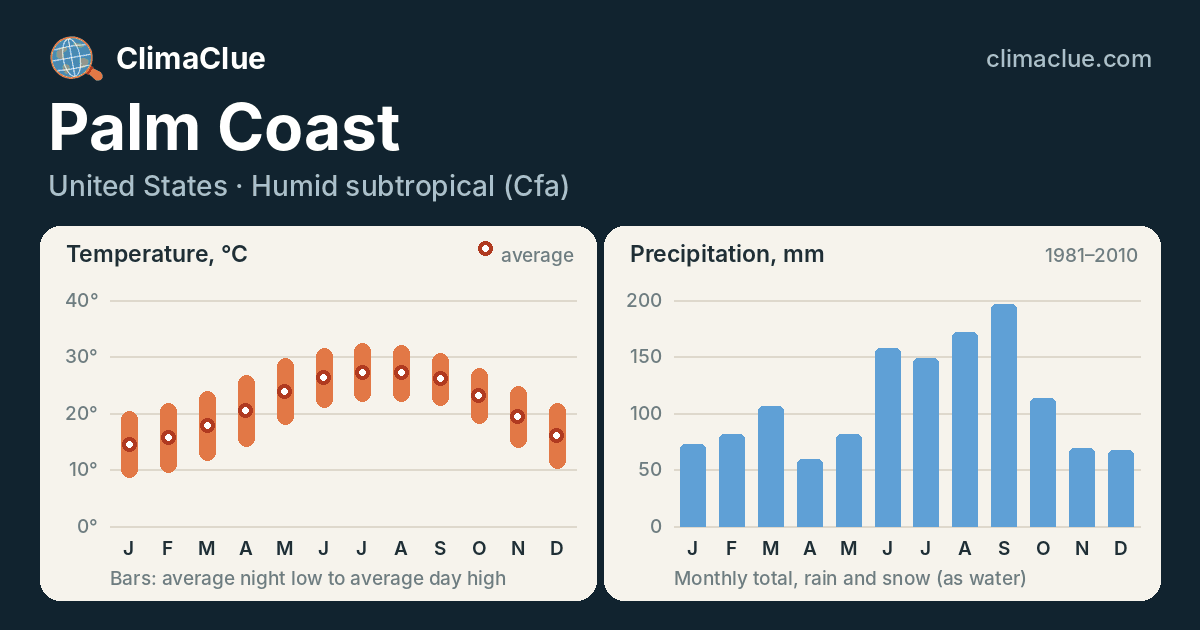 ClimaClue
climaclue.com
Palm Coast
United States · Humid subtropical (Cfa)
Temperature, °C
average
40°
30°
20°
10°
0°
J F M A M J J A S O N D
Bars: average night low to average day high
Precipitation, mm
1981–2010
200
150
100
50
0
J F M A M J J A S O N D
Monthly total, rain and snow (as water)